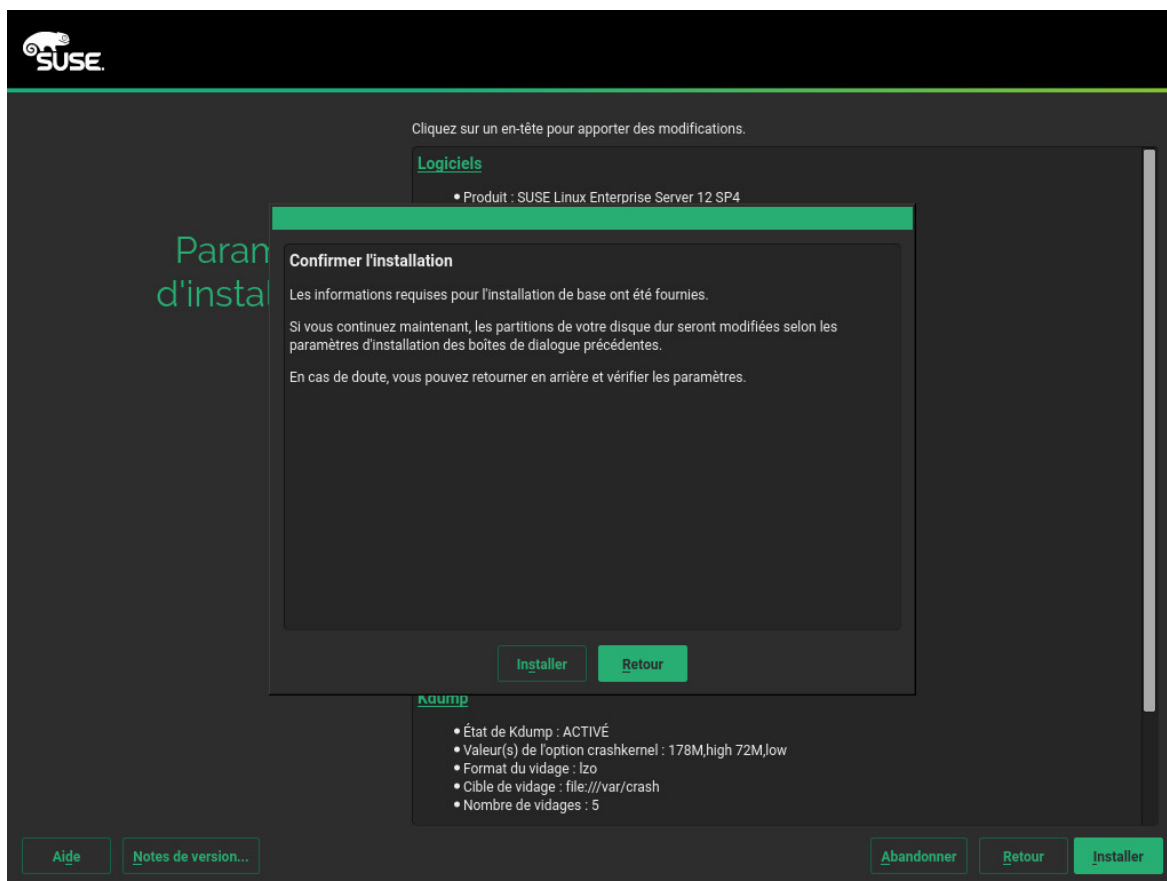 SUSE.
Cliquez sur un en-tête pour apporter des modifications.
Logiciels
• Produit : SUSE Linux Enterprise Server 12 SP4
Param
d'instal
Confirmer l'installation
Les informations requises pour l'installation de base ont été fournies.
Si vous continuez maintenant, les partitions de votre disque dur seront modifiées selon les
paramètres d'installation des boîtes de dialogue précédentes.
En cas de doute, vous pouvez retourner en arrière et vérifier les paramètres.
Installer
Retour
Kdump
• État de Kdump : ACTIVÉ
• Valeur(s) de l'option crashkernel : 178M,high 72M,low
• Format du vidage : lzo
• Cible de vidage : file:///var/crash
• Nombre de vidages : 5
Aide
Notes de version...
Abandonner
Retour
Installer